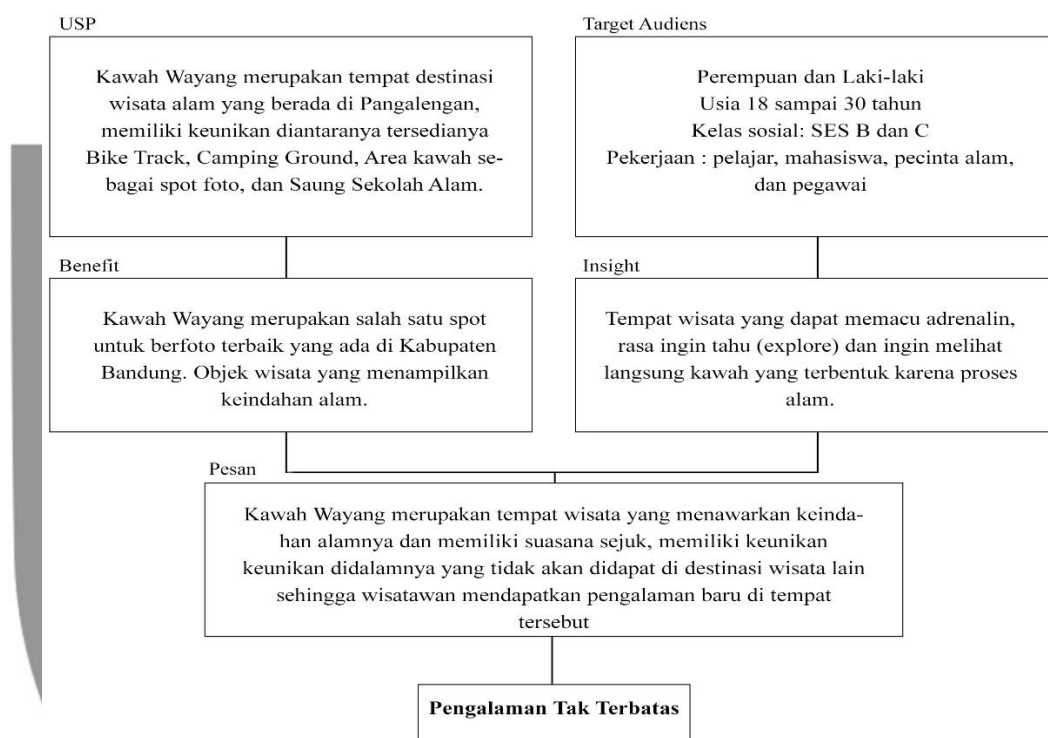 USP
Kawah Wayang merupakan tempat destinasi
wisata alam yang berada di Pangalengan,
memiliki keunikan diantaranya tersedianya
Bike Track, Camping Ground, Area kawah se-
bagai spot foto, dan Saung Sekolah Alam.
Target Audiens
Perempuan dan Laki-laki
Usia 18 sampai 30 tahun
Kelas sosial: SES B dan C
Pekerjaan : pelajar, mahasiswa, pecinta alam,
dan pegawai
Benefit
Kawah Wayang merupakan salah satu spot
untuk berfoto terbaik yang ada di Kabupaten
Bandung. Objek wisata yang menampilkan
keindahan alam.
Insight
Tempat wisata yang dapat memacu adrenalin,
rasa ingin tahu (explore) dan ingin melihat
langsung kawah yang terbentuk karena proses
alam.
Pesan
Kawah Wayang merupakan tempat wisata yang menawarkan keinda-
han alamnya dan memiliki suasana sejuk, memiliki keunikan
keunikan didalamnya yang tidak akan didapat di destinasi wisata lain
sehingga wisatawan mendapatkan pengalaman baru di tempat
tersebut
Pengalaman Tak Terbatas